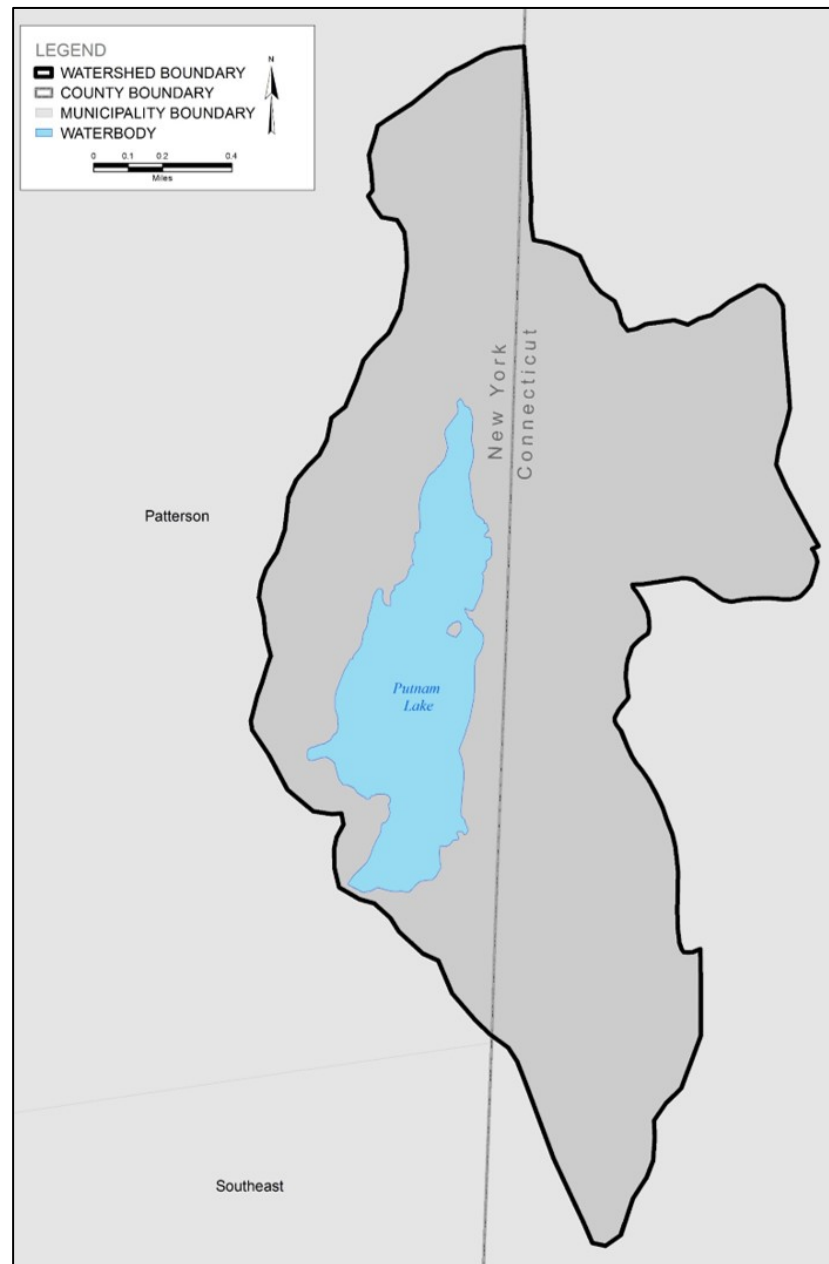 LEGEND
WATERSHED BOUNDARY
COUNTY BOUNDARY
MUNICIPALITY BOUNDARY
WATERBODY
N
0 0.1 0.2 0.4
Miles
New York
Connecticut
Patterson
Putnam
Lake
Southeast